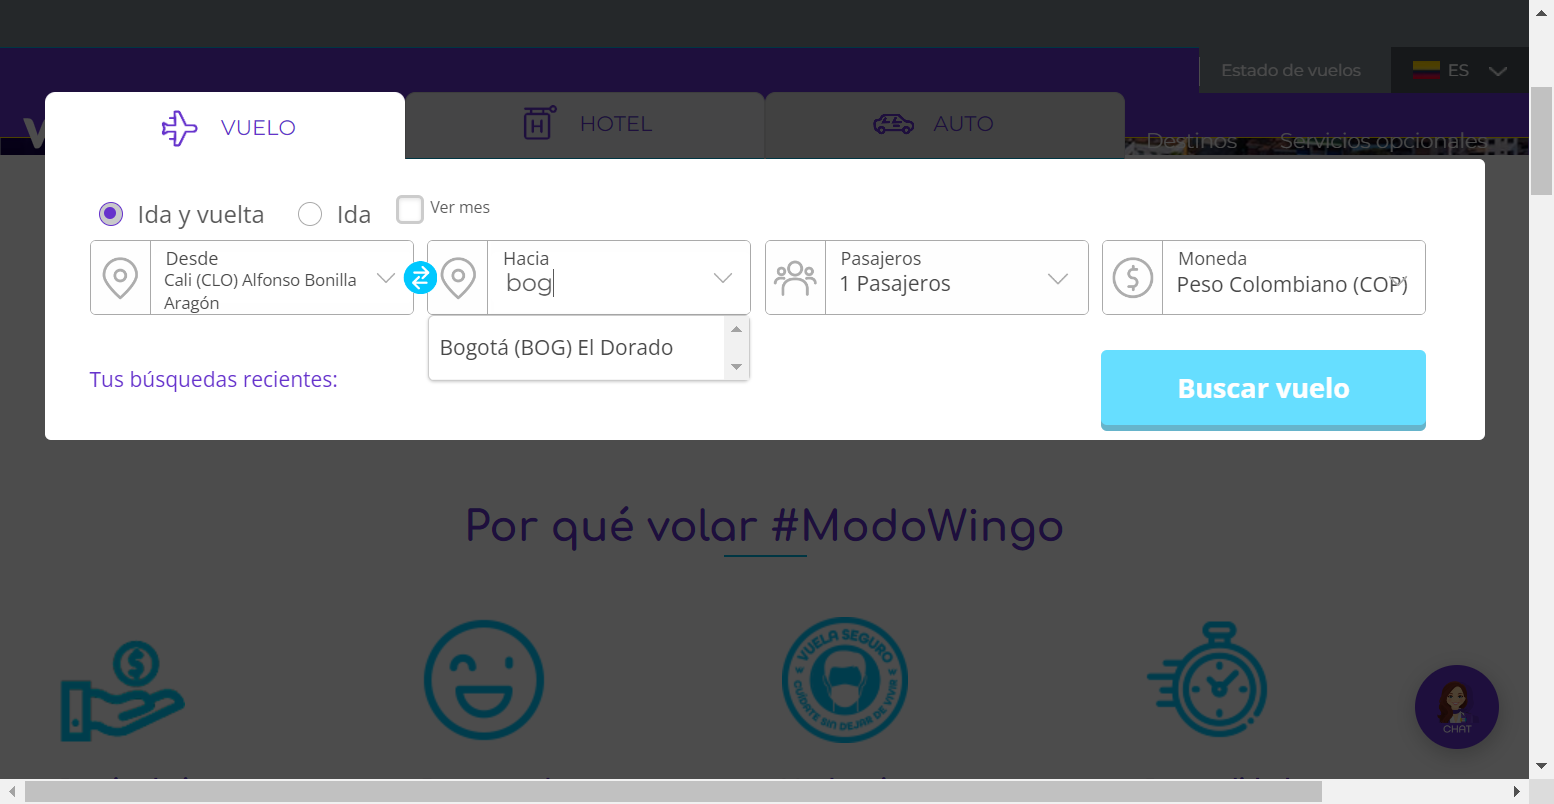 Estado de vuelos
ES
VUELO
HOTEL
AUTO
Destinos
Servicios opcionales
Ida y vuelta
Ida
Ver mes
Desde
Cali (CLO) Alfonso Bonilla
Aragón
Hacia
bog
Pasajeros
1 Pasajeros
Moneda
Peso Colombiano (COP)
Bogotá (BOG) El Dorado
Tus búsquedas recientes:
Buscar vuelo
Por qué volar #ModoWingo
VUELA SEGURO
CUÍDATE SIN DEJAR DE VIVIR
CHAT